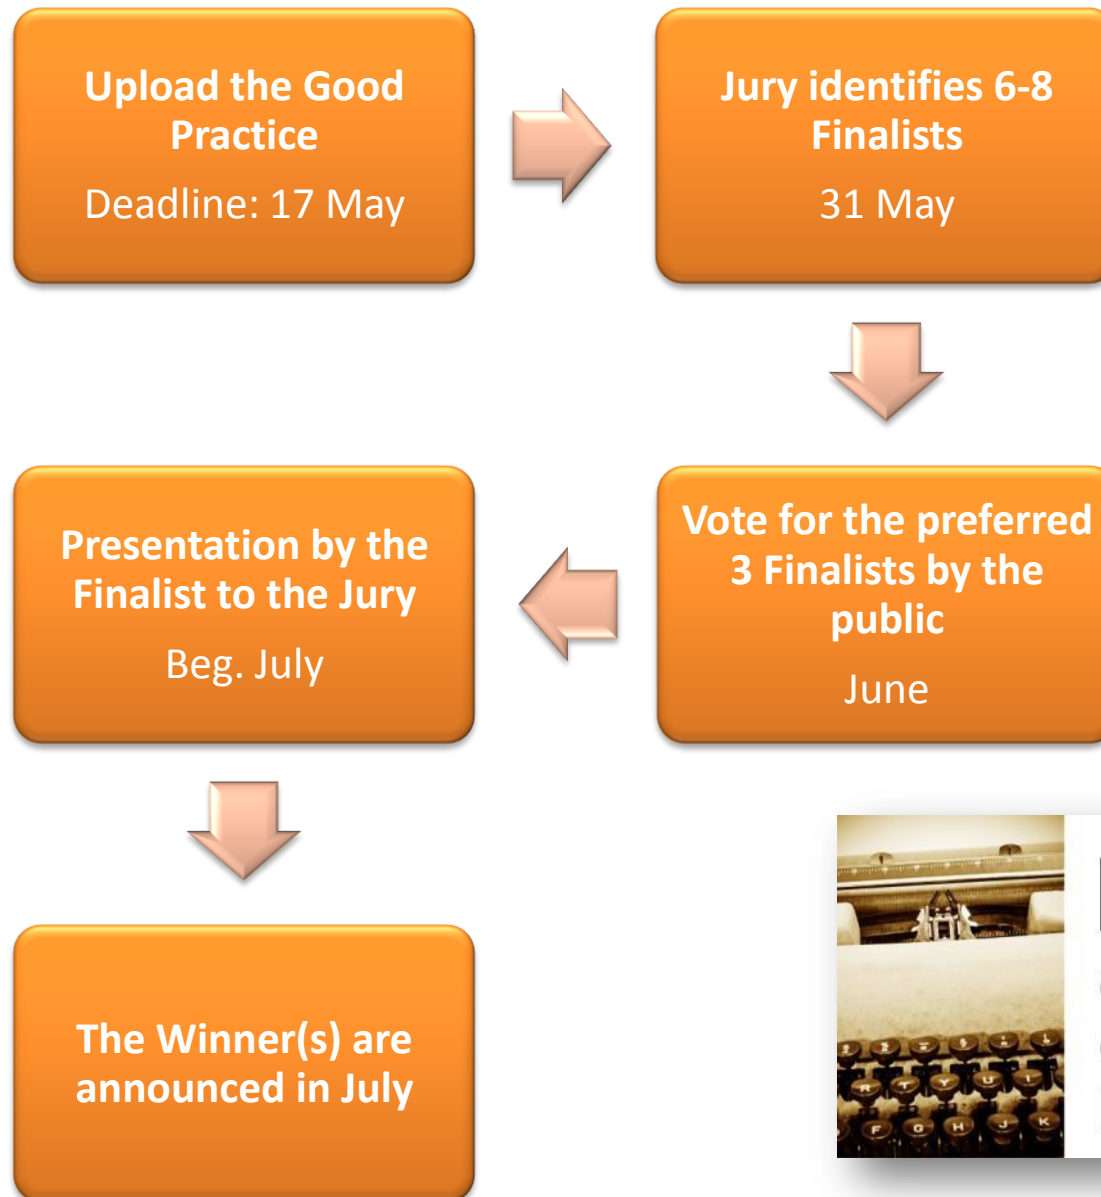 Upload the Good
Practice
Deadline: 17 May
Jury identifies 6-8
Finalists
31 May
Vote for the preferred
3 Finalists by the
public
June
Presentation by the
Finalist to the Jury
Beg. July
The Winner(s) are
announced in July
R T Y U I
F G H J K